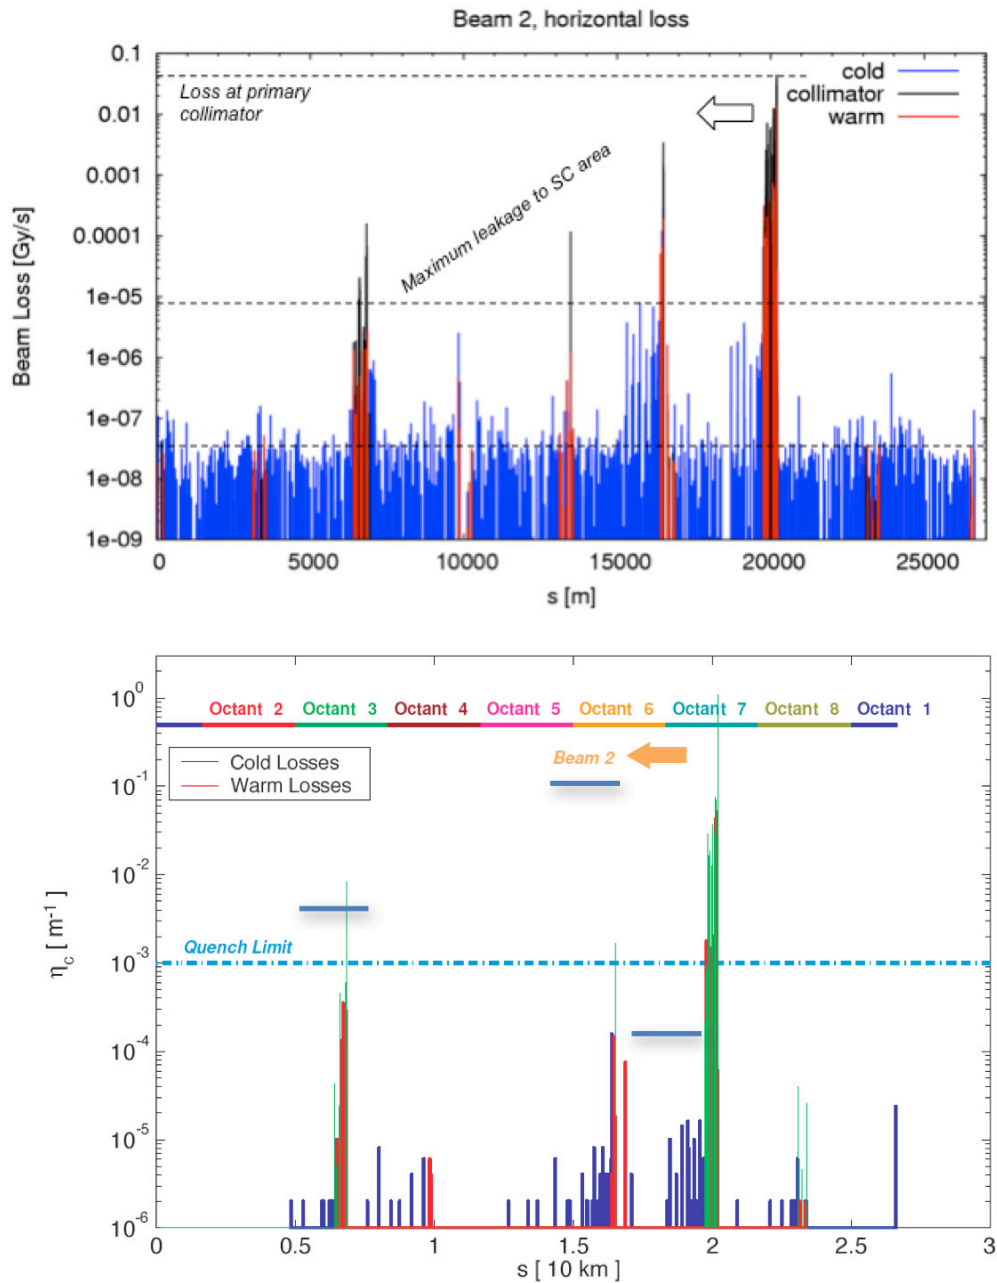 Beam 2, horizontal loss
0.1
0.01
0.001
0.0001
1e-05
1e-06
1e-07
1e-08
1e-09
Beam Loss [Gy/s]
Loss at primary
collimator
Maximum leakage to SC area
cold
collimator
warm
0 5000 10000 15000 20000 25000
s [m]
10⁰
10⁻¹
10⁻²
10⁻³
10⁻⁴
10⁻⁵
10⁻⁶
η_c [ m⁻¹ ]
Octant 2 Octant 3 Octant 4 Octant 5 Octant 6 Octant 7 Octant 8 Octant 1
Cold Losses
Warm Losses
Beam 2
Quench Limit
0 0.5 1 1.5 2 2.5 3
s [ 10 km ]